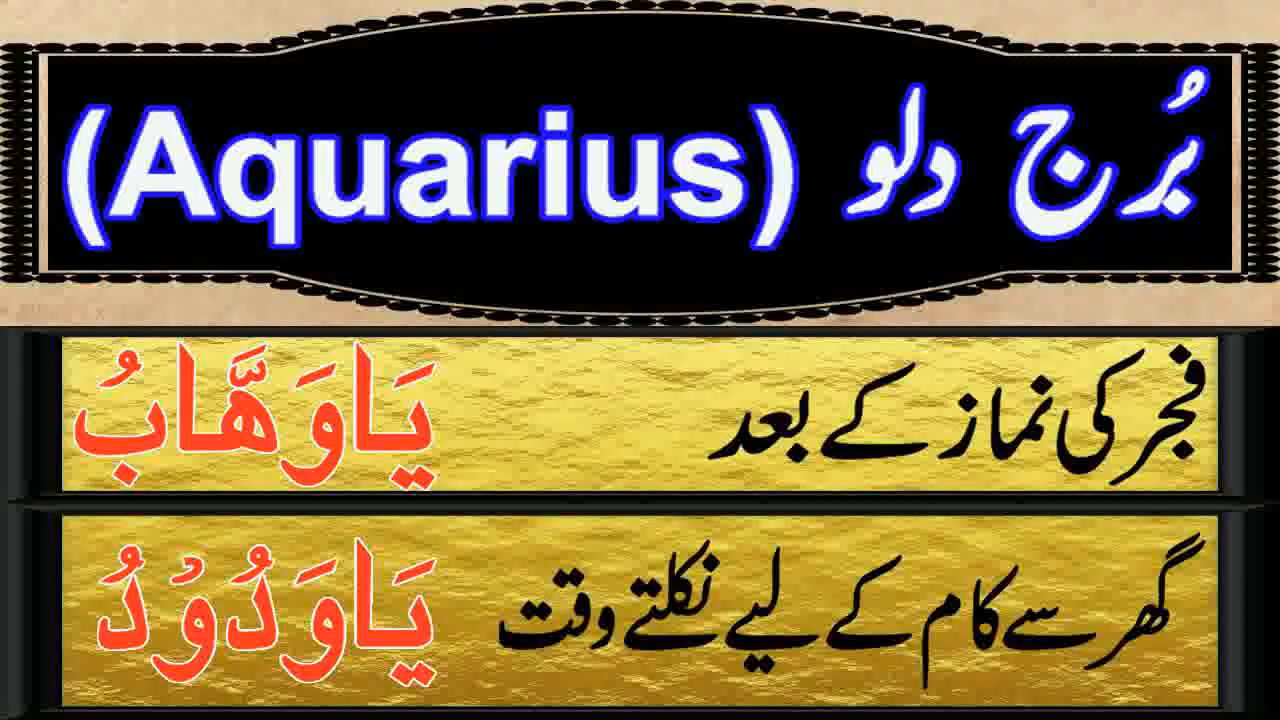 بُرج دلو (Aquarius)
فجر کی نماز کے بعد یَاوَهَّابُ
گھر سے کام کے لیے نکلتے وقت یَاوَدُوْدُ